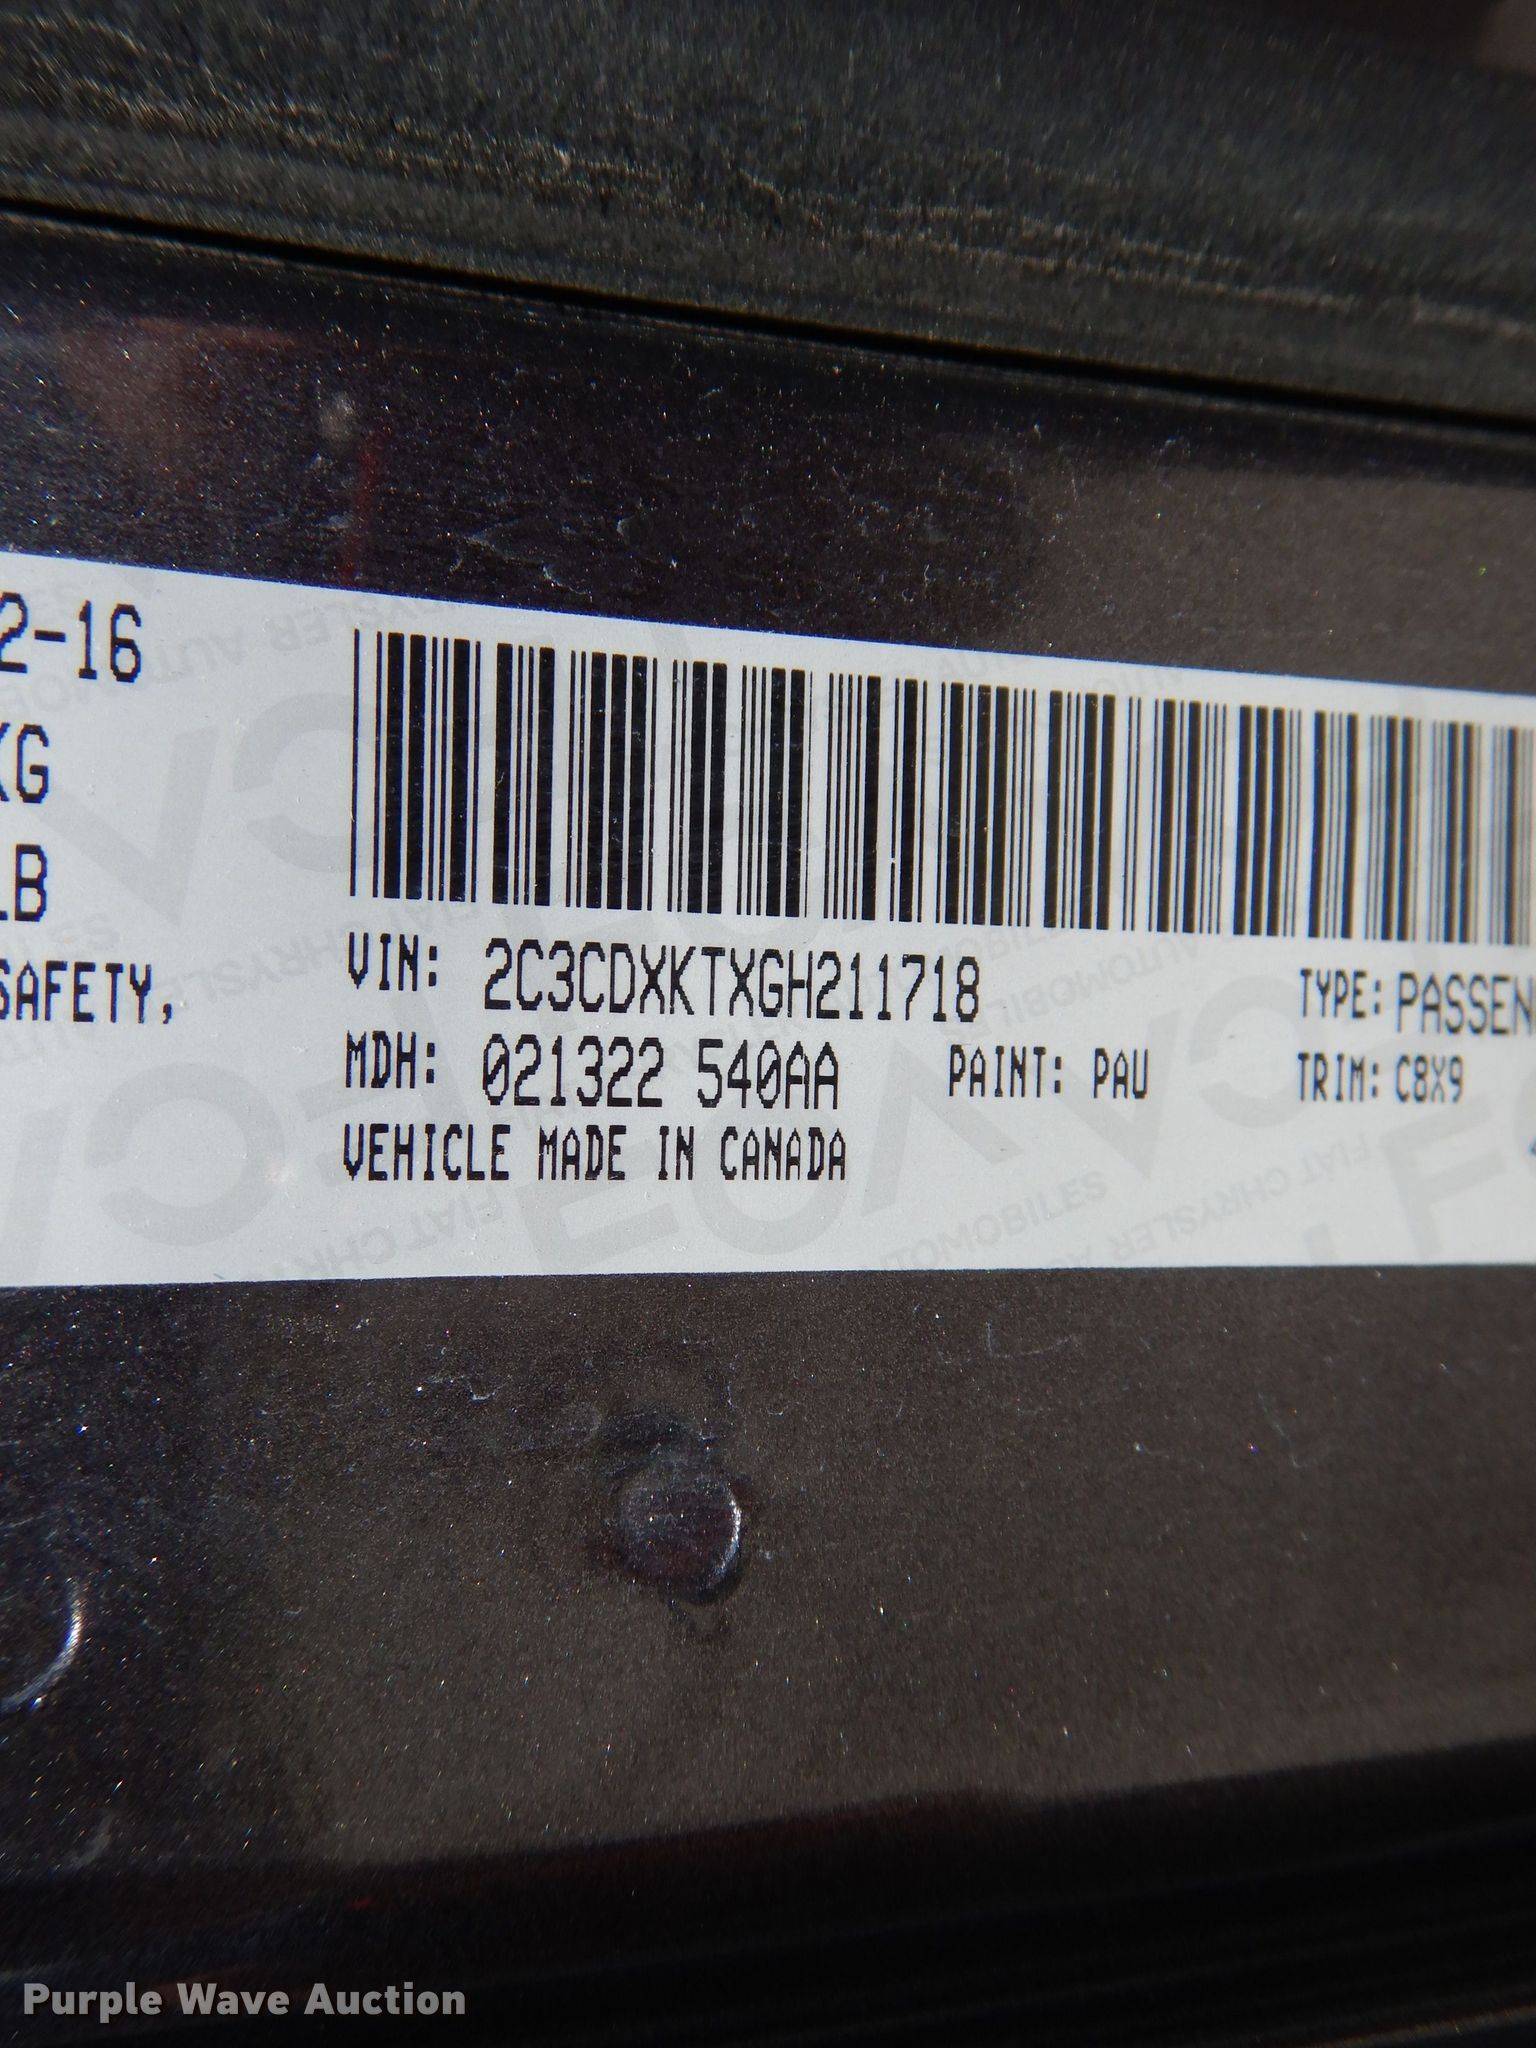 2-16
KG
LB
SAFETY,
VIN: 2C3CDXKTXGH211718
TYPE: PASSEN
MDH: 021322 540AA
PAINT: PAU
TRIM: C8X9
VEHICLE MADE IN CANADA
Purple Wave Auction